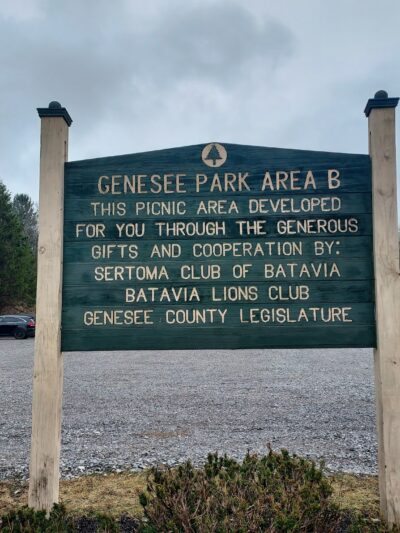 GENESEE PARK AREA B
THIS PICNIC AREA DEVELOPED
FOR YOU THROUGH THE GENEROUS
GIFTS AND COOPERATION BY:
SERTOMA CLUB OF BATAVIA
BATAVIA LIONS CLUB
GENESEE COUNTY LEGISLATURE